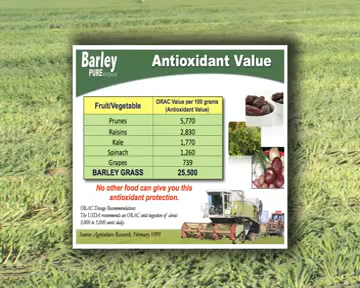 Barley
PURE
Antioxidant Value
Fruit/Vegetable
ORAC Value per 100 grams
(Antioxidant Value)
Prunes 5,770
Raisins 2,830
Kale 1,770
Spinach 1,260
Grapes 739
BARLEY GRASS 25,500
No other food can give you this
antioxidant protection.
ORAC Dosage Recommendations
The USDA recommends an ORAC ingestion of about
3,000 to 5,000 units daily.
Source: Agriculture Research, February 1999